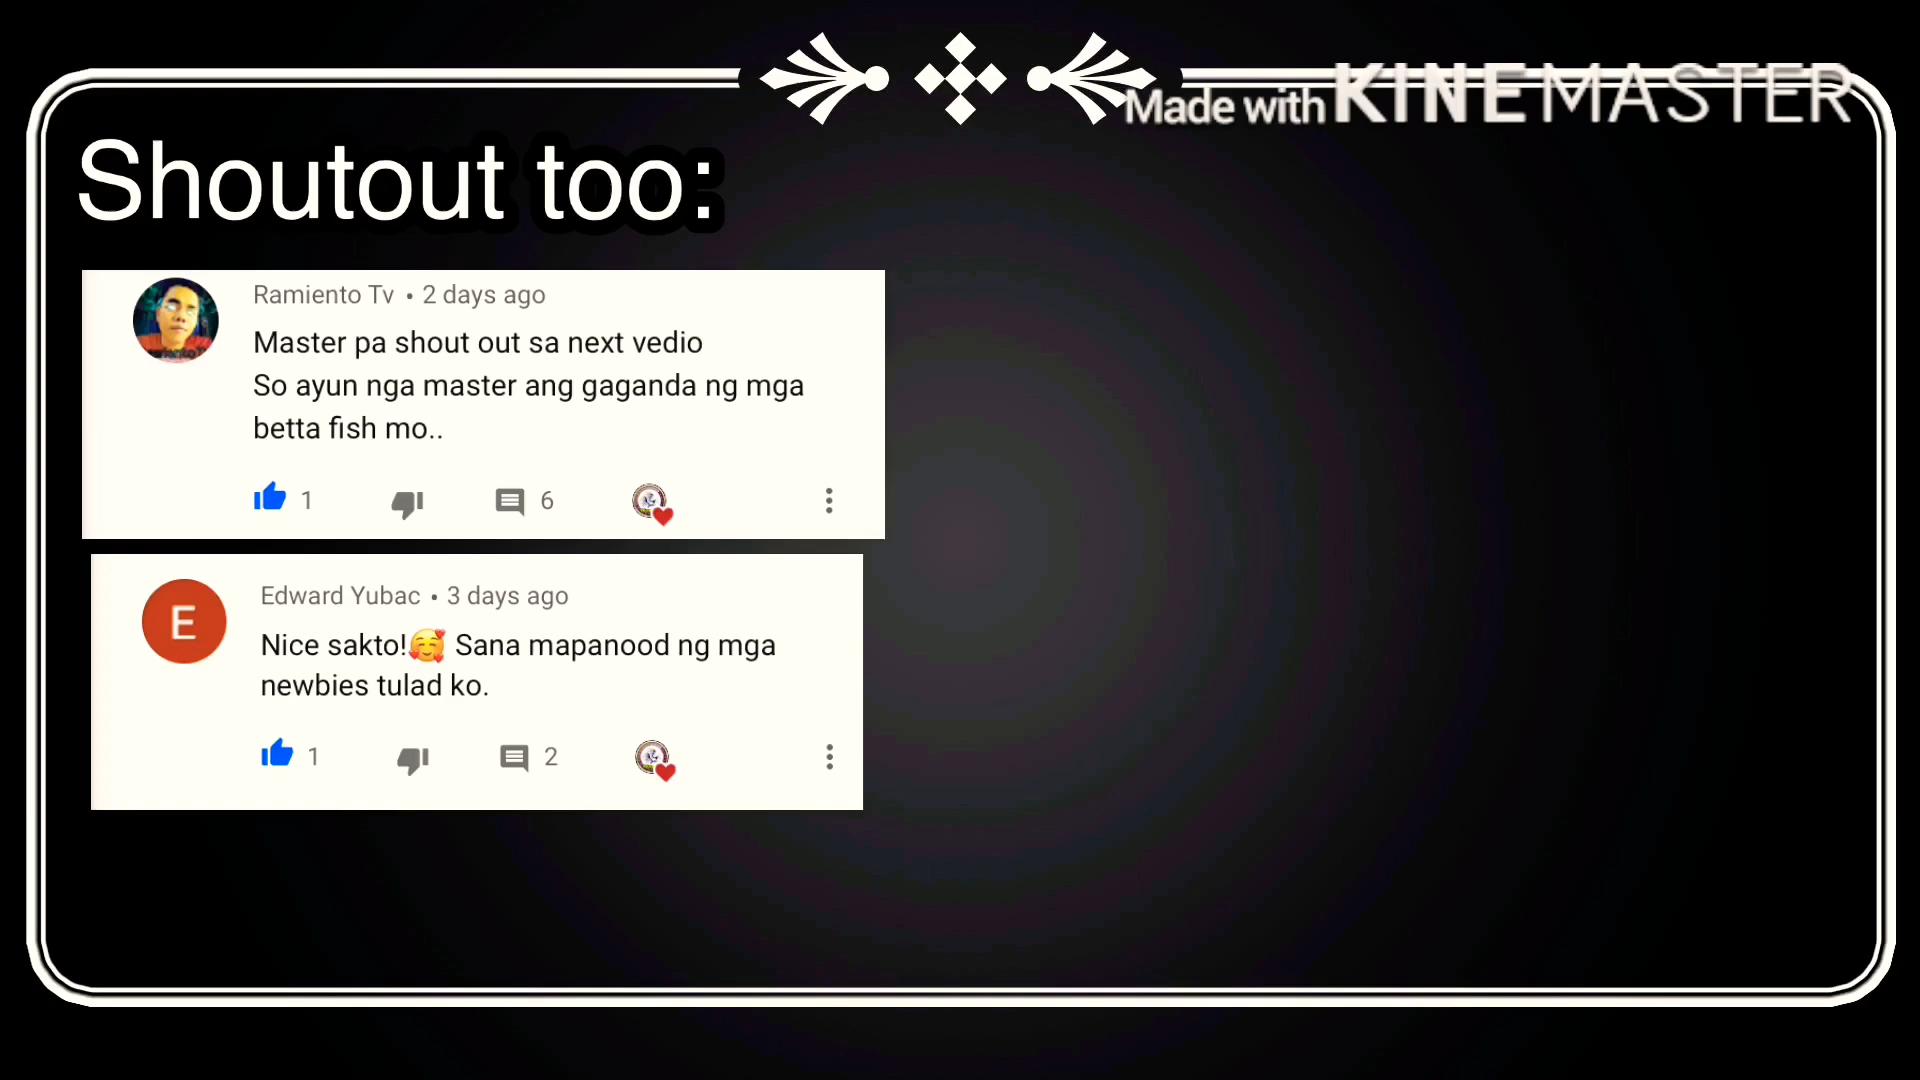 Made with KINEMASTER
Shoutout too:
Ramiento Tv • 2 days ago
Master pa shout out sa next vedio
So ayun nga master ang gaganda ng mga
betta fish mo..
1 6
E
Edward Yubac • 3 days ago
Nice sakto!🥰 Sana mapanood ng mga
newbies tulad ko.
1 2